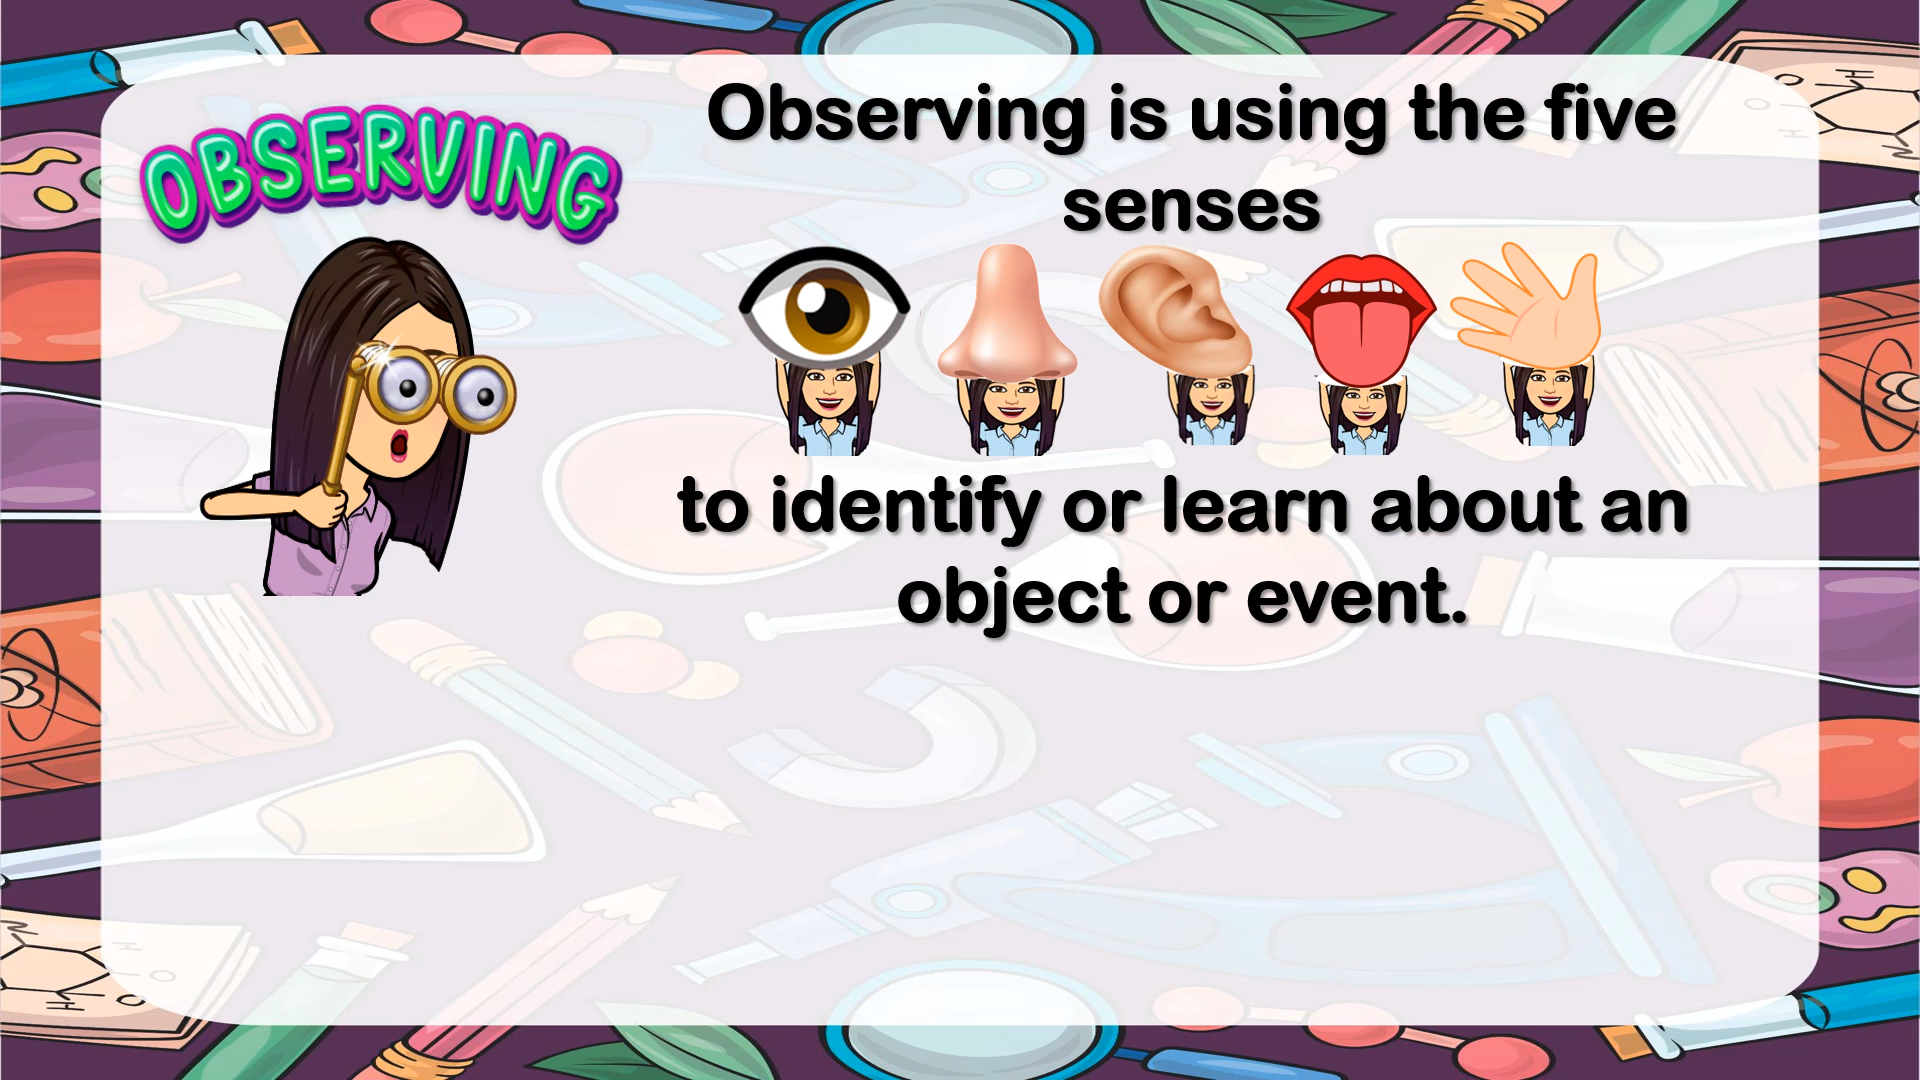 OBSERVING
Observing is using the five
senses
to identify or learn about an
object or event.